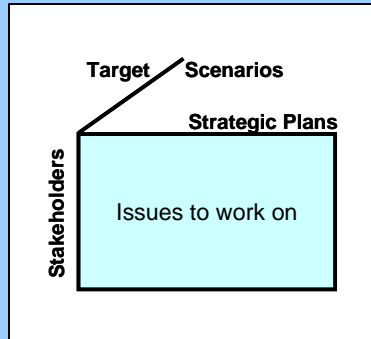 Target Scenarios
Strategic Plans
Stakeholders
Issues to work on